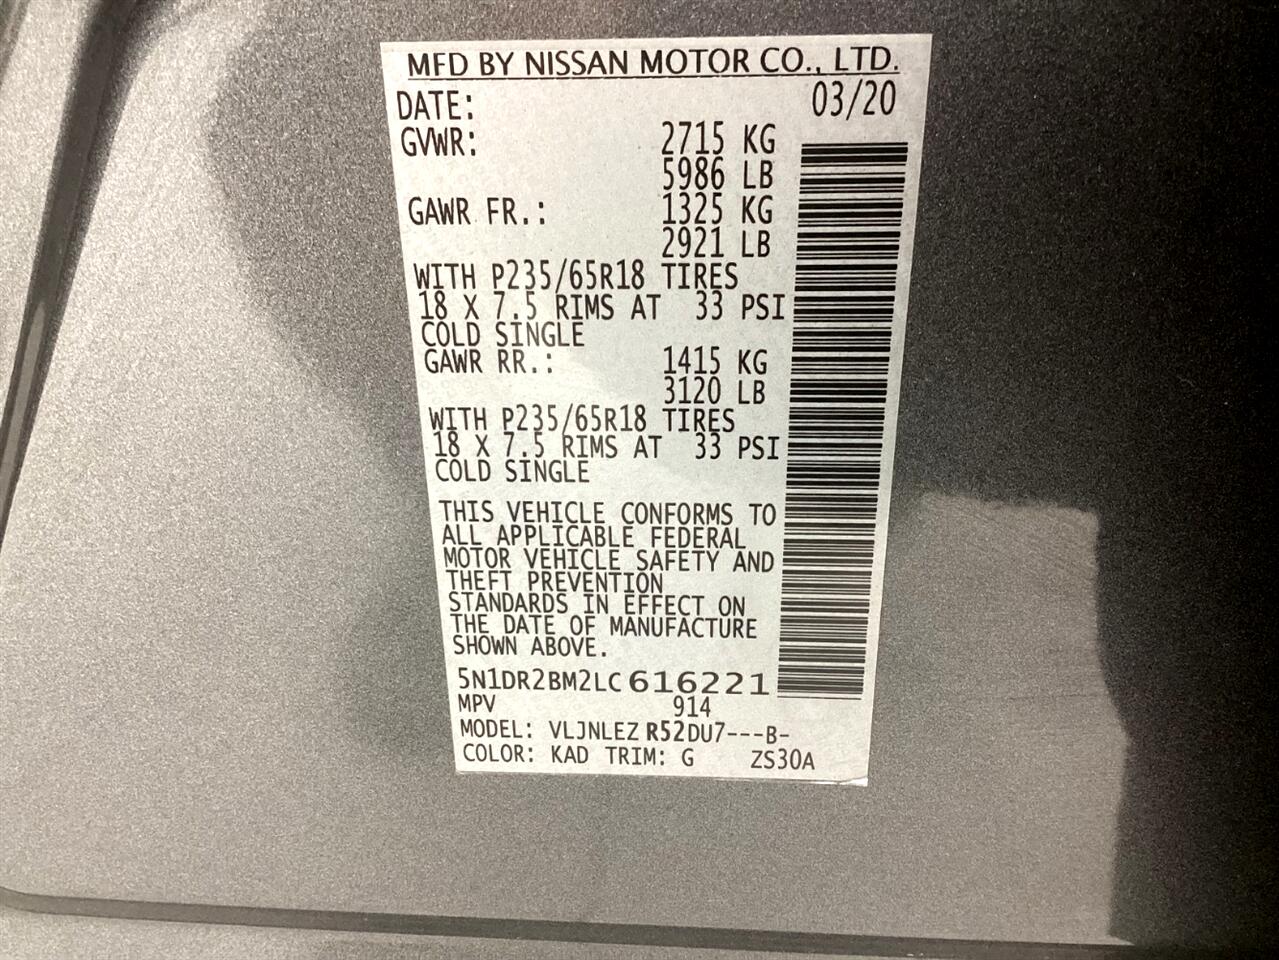 MFD BY NISSAN MOTOR CO., LTD.
DATE: 03/20
GVWR: 2715 KG
5986 LB
GAWR FR.: 1325 KG
2921 LB
WITH P235/65R18 TIRES
18 X 7.5 RIMS AT 33 PSI
COLD SINGLE
GAWR RR.: 1415 KG
3120 LB
WITH P235/65R18 TIRES
18 X 7.5 RIMS AT 33 PSI
COLD SINGLE
THIS VEHICLE CONFORMS TO
ALL APPLICABLE FEDERAL
MOTOR VEHICLE SAFETY AND
THEFT PREVENTION
STANDARDS IN EFFECT ON
THE DATE OF MANUFACTURE
SHOWN ABOVE.
5N1DR2BM2LC616221
MPV 914
MODEL: VLJNLEZ R52DU7---B-
COLOR: KAD TRIM: G ZS30A